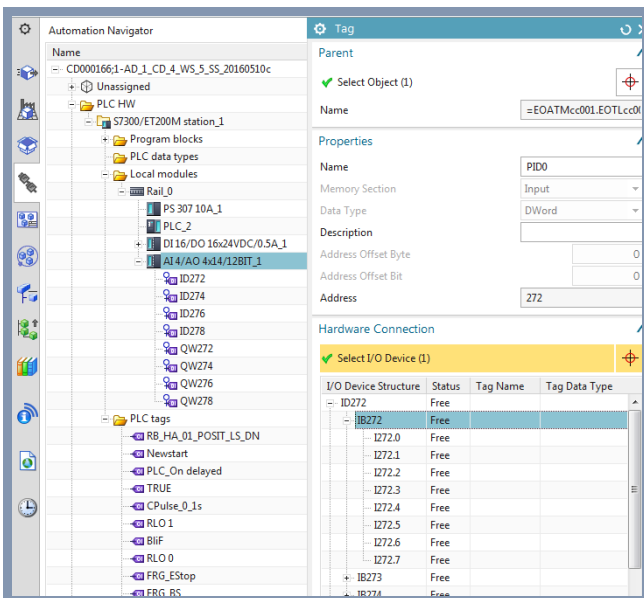 Automation Navigator
Name
CD000166;1-AD_1_CD_4_WS_5_SS_20160510c
Unassigned
PLC HW
S7300/ET200M station_1
Program blocks
PLC data types
Local modules
Rail_0
PS 307 10A_1
PLC_2
DI 16/DO 16x24VDC/0.5A_1
AI 4/AO 4x14/12BIT_1
ID272
ID274
ID276
ID278
QW272
QW274
QW276
QW278
PLC tags
RB_HA_01_POSIT_LS_DN
Newstart
PLC_On delayed
TRUE
CPulse_0_1s
RLO 1
BliF
RLO 0
FRG_EStop
FRG_BS
Tag
Parent
Select Object (1)
Name =EOATMcc001.EOTLcc0
Properties
Name PID0
Memory Section Input
Data Type DWord
Description
Address Offset Byte 0
Address Offset Bit 0
Address 272
Hardware Connection
Select I/O Device (1)
I/O Device Structure Status Tag Name Tag Data Type
ID272 Free
IB272 Free
I272.0 Free
I272.1 Free
I272.2 Free
I272.3 Free
I272.4 Free
I272.5 Free
I272.6 Free
I272.7 Free
IB273 Free
IB274 Free